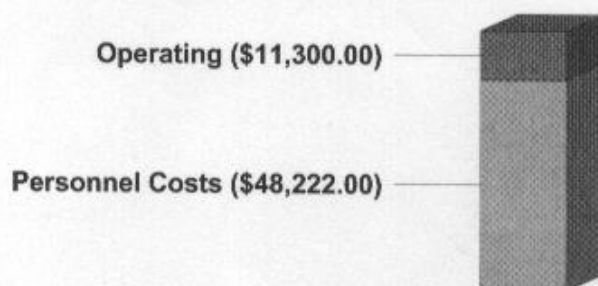 Operating ($11,300.00)
Personnel Costs ($48,222.00)